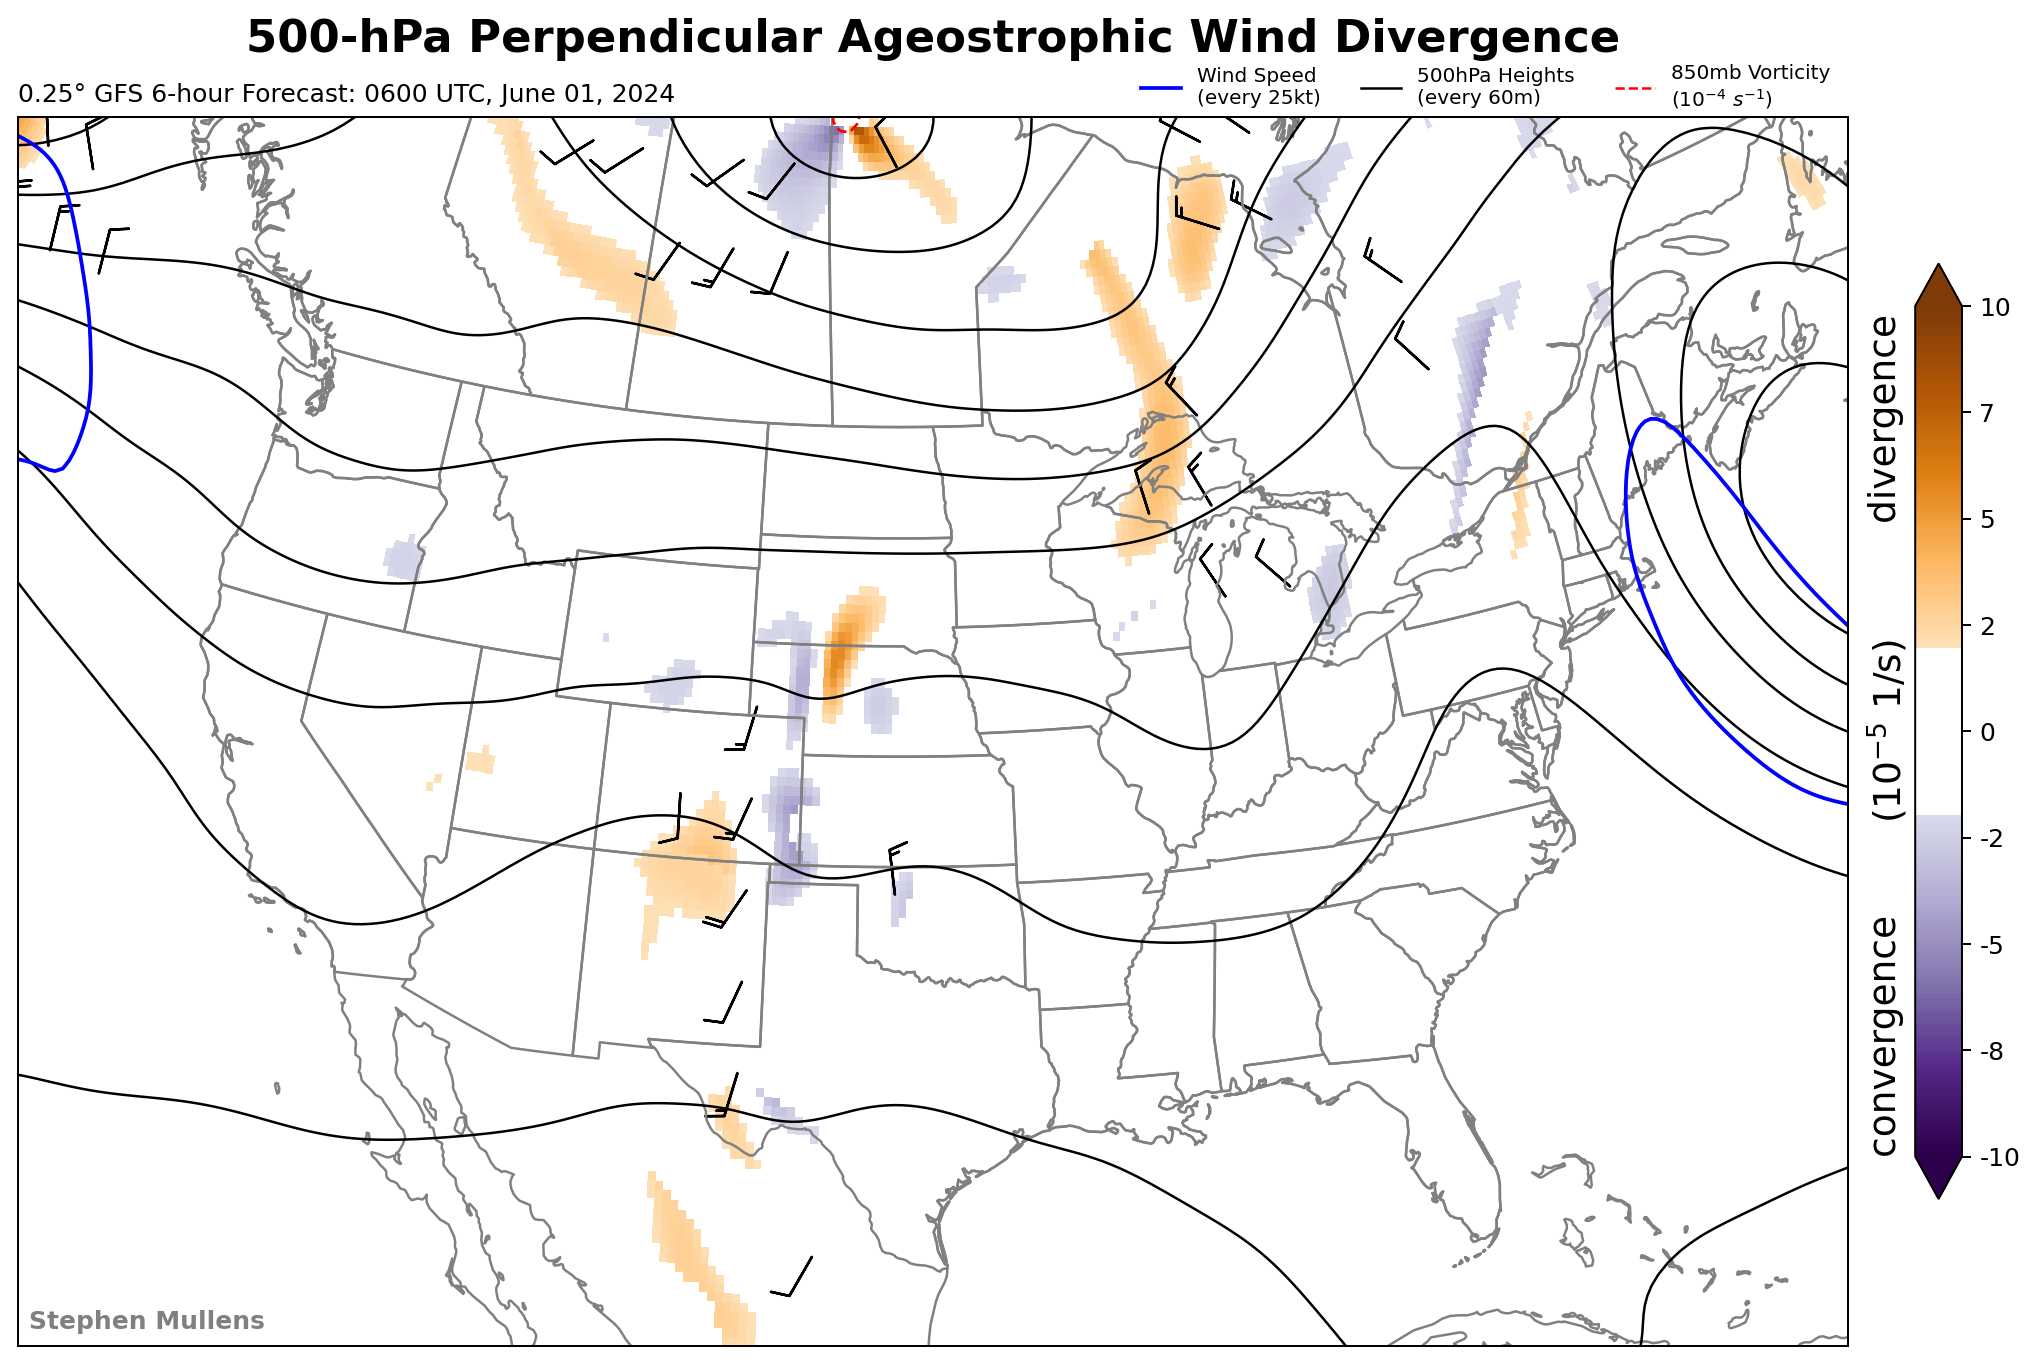 500-hPa Perpendicular Ageostrophic Wind Divergence
0.25° GFS 6-hour Forecast: 0600 UTC, June 01, 2024
Wind Speed
(every 25kt)
500hPa Heights
(every 60m)
850mb Vorticity
(10⁻⁴ s⁻¹)
10
7
5
2
0
-2
-5
-8
-10
convergence (10⁻⁵ 1/s) divergence
Stephen Mullens